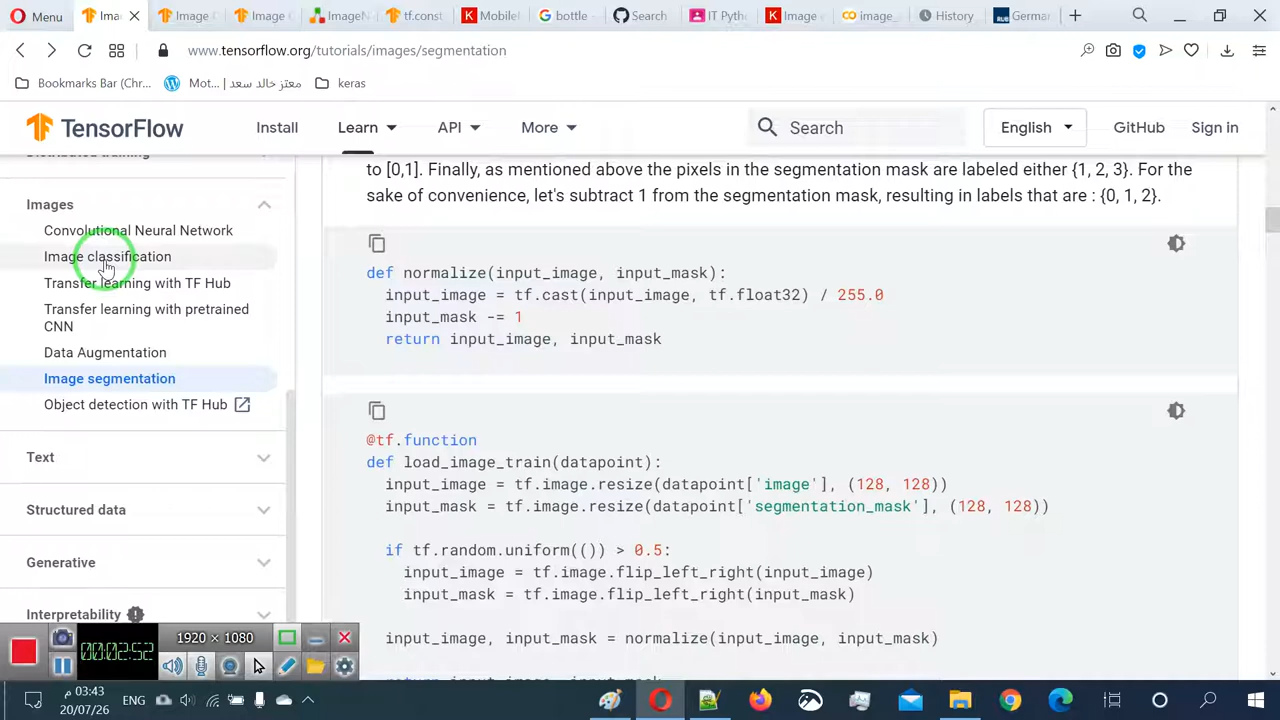 Menu
Ima
Image
Image
ImageN
tf.const
Mobile
bottle -
Search
IT Pyth
Image c
image_
History
Germar
www.tensorflow.org/tutorials/images/segmentation
Bookmarks Bar (Chr...
Mot... | معتز خالد سعد
keras
TensorFlow
Install
Learn
API
More
Search
English
GitHub
Sign in
Distributed training
Images
Convolutional Neural Network
Image classification
Transfer learning with TF Hub
Transfer learning with pretrained
CNN
Data Augmentation
Image segmentation
Object detection with TF Hub
Text
Structured data
Generative
Interpretability
to [0,1]. Finally, as mentioned above the pixels in the segmentation mask are labeled either {1, 2, 3}. For the
sake of convenience, let's subtract 1 from the segmentation mask, resulting in labels that are : {0, 1, 2}.
def normalize(input_image, input_mask):
input_image = tf.cast(input_image, tf.float32) / 255.0
input_mask -= 1
return input_image, input_mask
@tf.function
def load_image_train(datapoint):
input_image = tf.image.resize(datapoint['image'], (128, 128))
input_mask = tf.image.resize(datapoint['segmentation_mask'], (128, 128))
if tf.random.uniform(()) > 0.5:
input_image = tf.image.flip_left_right(input_image)
input_mask = tf.image.flip_left_right(input_mask)
input_image, input_mask = normalize(input_image, input_mask)
return input_image, input_mask
00:02:52
1920 × 1080
03:43 م
20/07/26
ENG